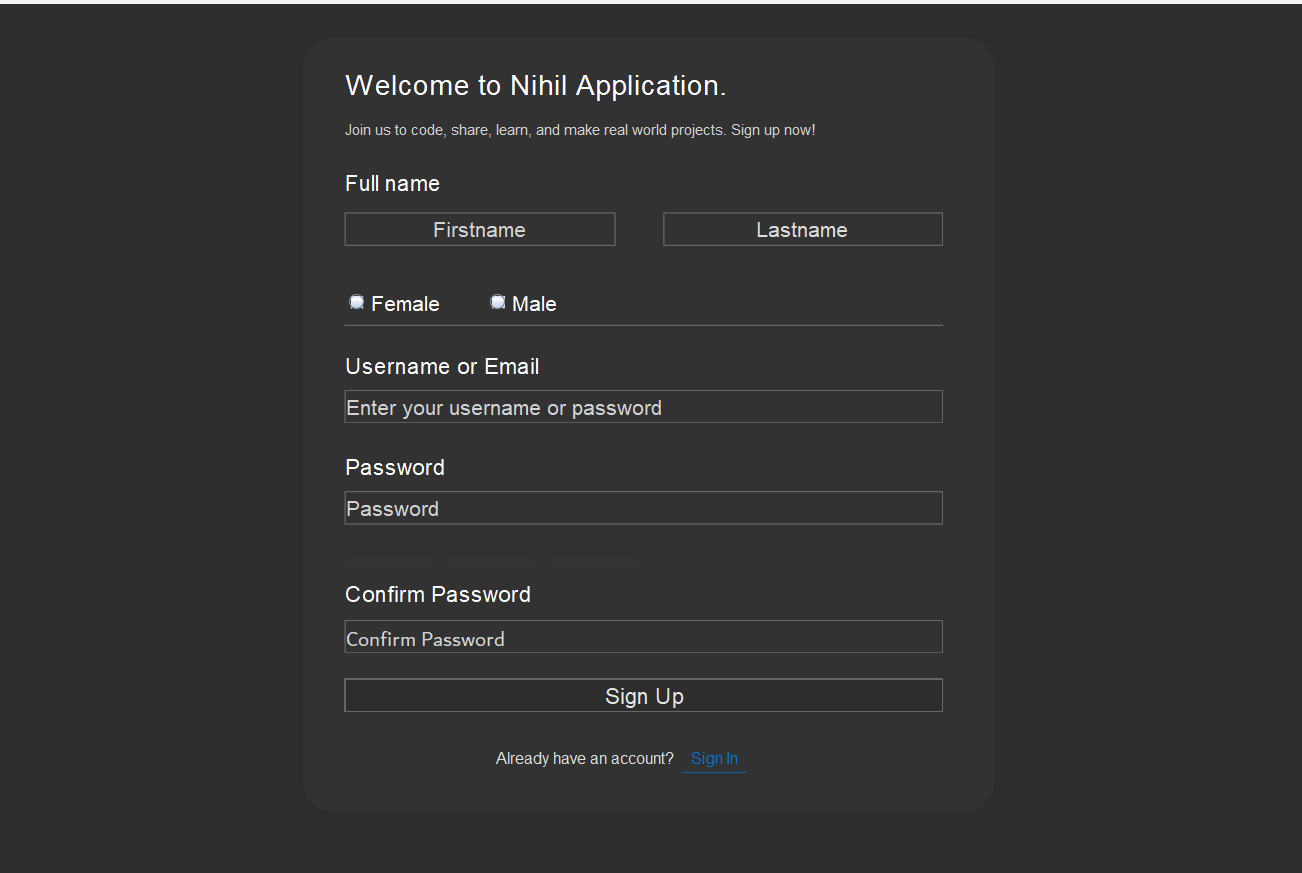 Welcome to Nihil Application.
Join us to code, share, learn, and make real world projects. Sign up now!
Full name
Firstname Lastname
Female Male
Username or Email
Enter your username or password
Password
Password
Confirm Password
Confirm Password
Sign Up
Already have an account? Sign In